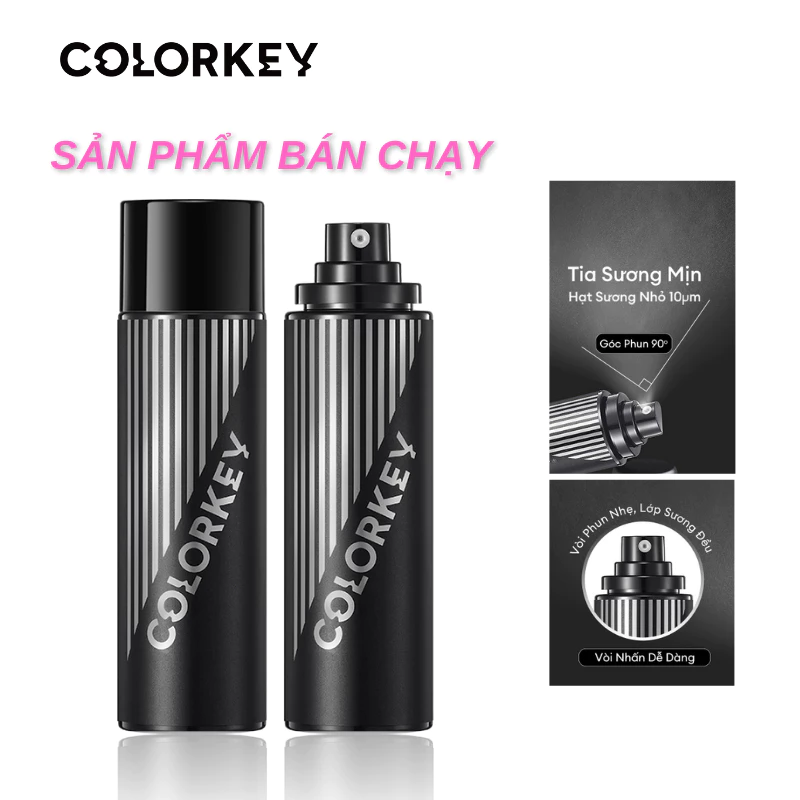 COLORKEY
SẢN PHẨM BÁN CHẠY
COLORKEY
COLORKEY
Tia Sương Mịn
Hạt Sương Nhỏ 10μm
Góc Phun 90°
Vòi Phun Nhẹ, Lớp Sương Đều
Vòi Nhấn Dễ Dàng